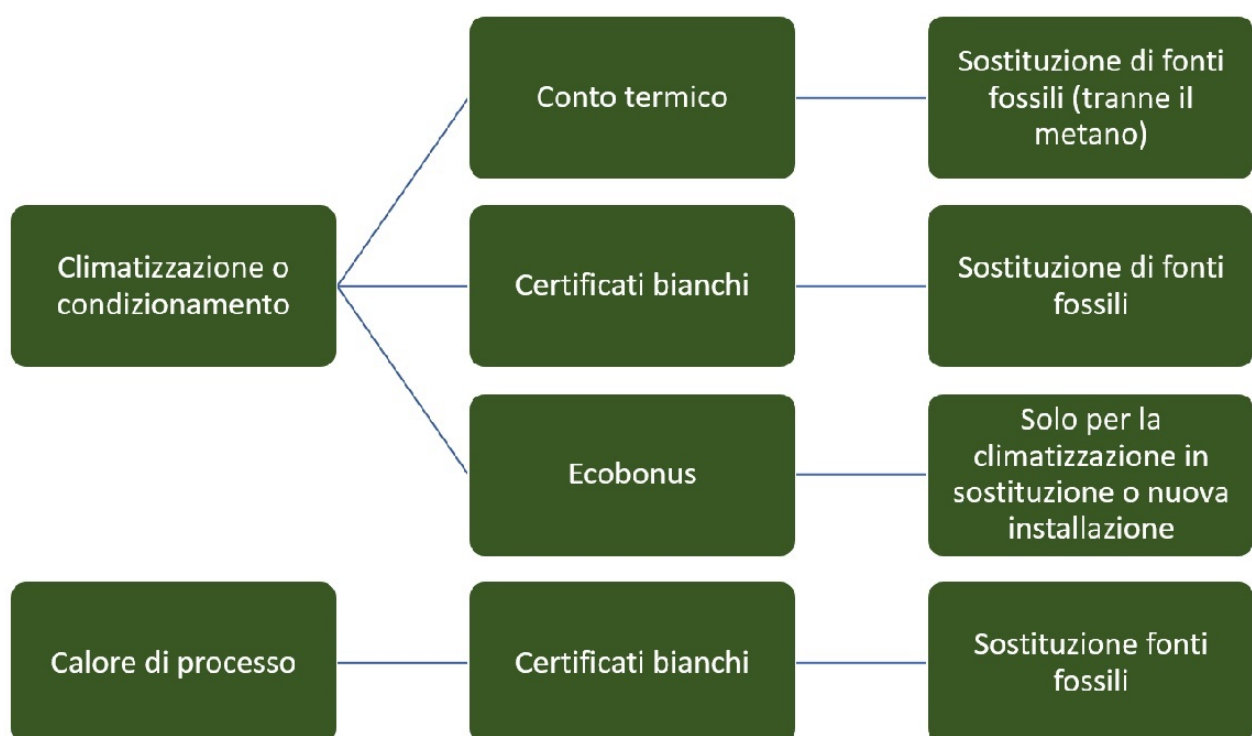 Climatizzazione o
condizionamento
Conto termico
Sostituzione di fonti
fossili (tranne il
metano)
Certificati bianchi
Sostituzione di fonti
fossili
Ecobonus
Solo per la
climatizzazione in
sostituzione o nuova
installazione
Calore di processo
Certificati bianchi
Sostituzione fonti
fossili